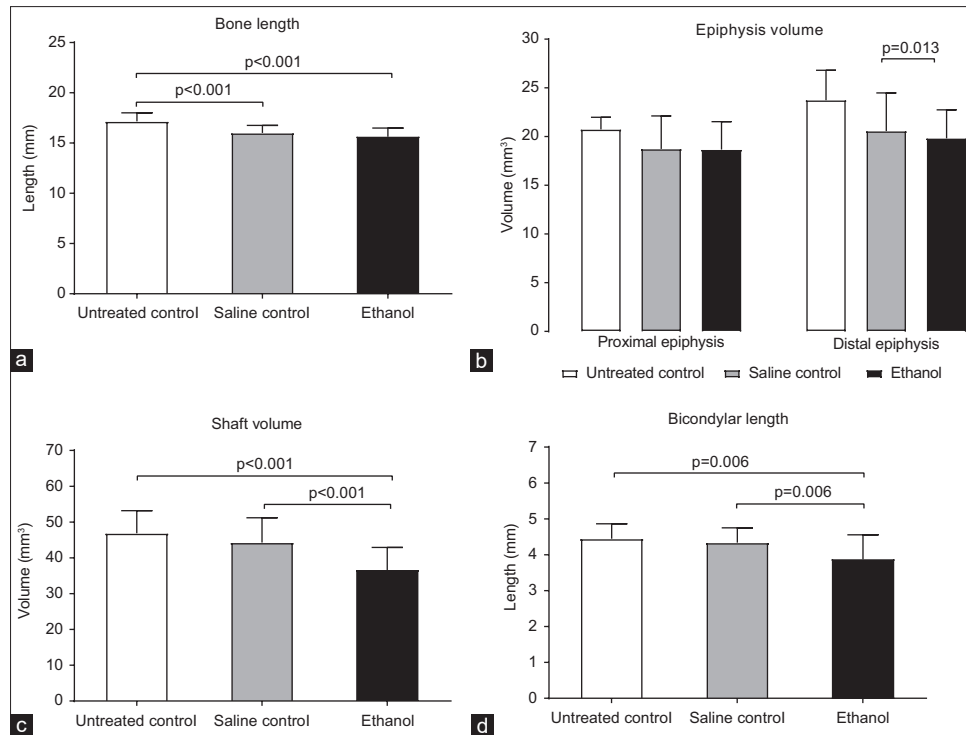 Bone length
25
20
15
10
5
0
Length (mm)
p<0.001
p<0.001
Untreated control Saline control Ethanol
a
Epiphysis volume
30
25
20
15
10
5
0
Volume (mm³)
p=0.013
Proximal epiphysis Distal epiphysis
Untreated control Saline control Ethanol
b
Shaft volume
70
60
50
40
30
20
10
0
Volume (mm³)
p<0.001
p<0.001
Untreated control Saline control Ethanol
c
Bicondylar length
7
6
5
4
3
2
1
0
Length (mm)
p=0.006
p=0.006
Untreated control Saline control Ethanol
d